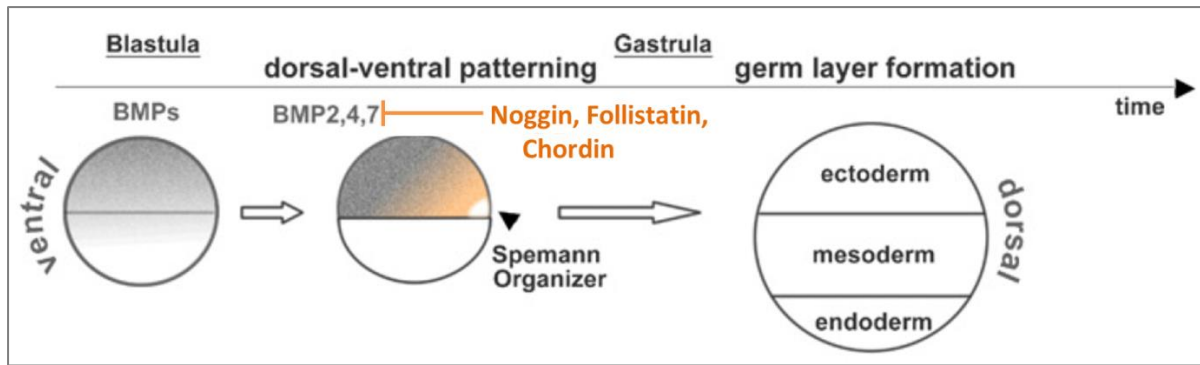 Blastula
Gastrula
dorsal-ventral patterning
germ layer formation
time
BMPs
BMP2,4,7
Noggin, Follistatin,
Chordin
ventral
Spemann
Organizer
ectoderm
mesoderm
endoderm
dorsal